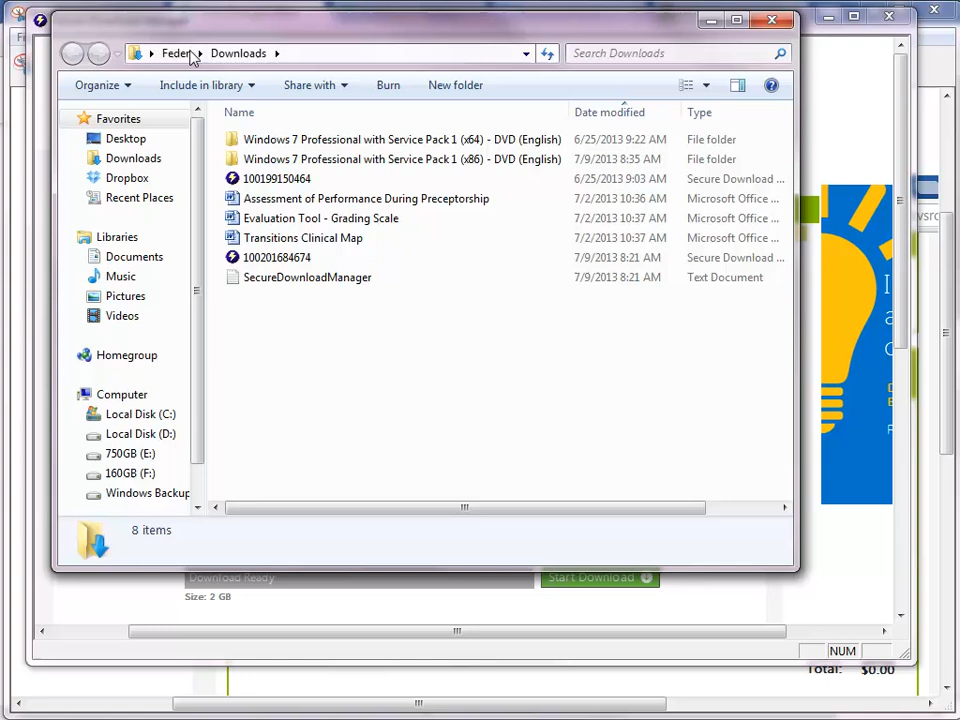 Feder Downloads
Search Downloads
Organize Include in library Share with Burn New folder
Name Date modified Type
Favorites
Desktop
Downloads
Dropbox
Recent Places
Libraries
Documents
Music
Pictures
Videos
Homegroup
Computer
Local Disk (C:)
Local Disk (D:)
750GB (E:)
160GB (F:)
Windows Backup
Windows 7 Professional with Service Pack 1 (x64) - DVD (English) 6/25/2013 9:22 AM File folder
Windows 7 Professional with Service Pack 1 (x86) - DVD (English) 7/9/2013 8:35 AM File folder
100199150464 6/25/2013 9:03 AM Secure Download ...
Assessment of Performance During Preceptorship 7/2/2013 10:36 AM Microsoft Office ...
Evaluation Tool - Grading Scale 7/2/2013 10:37 AM Microsoft Office ...
Transitions Clinical Map 7/2/2013 10:37 AM Microsoft Office ...
100201684674 7/9/2013 8:21 AM Secure Download ...
SecureDownloadManager 7/9/2013 8:21 AM Text Document
8 items
Download Ready Start Download
Size: 2 GB
NUM
Total: $0.00